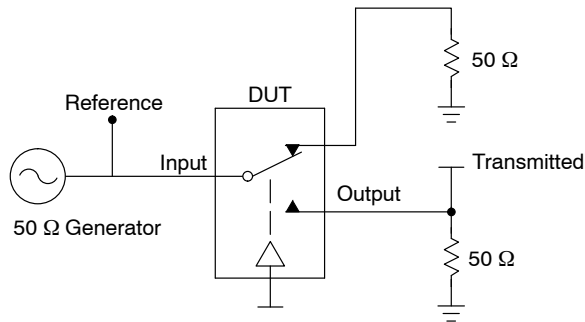 50 Ω
DUT
Reference
Input
Transmitted
Output
50 Ω Generator
50 Ω